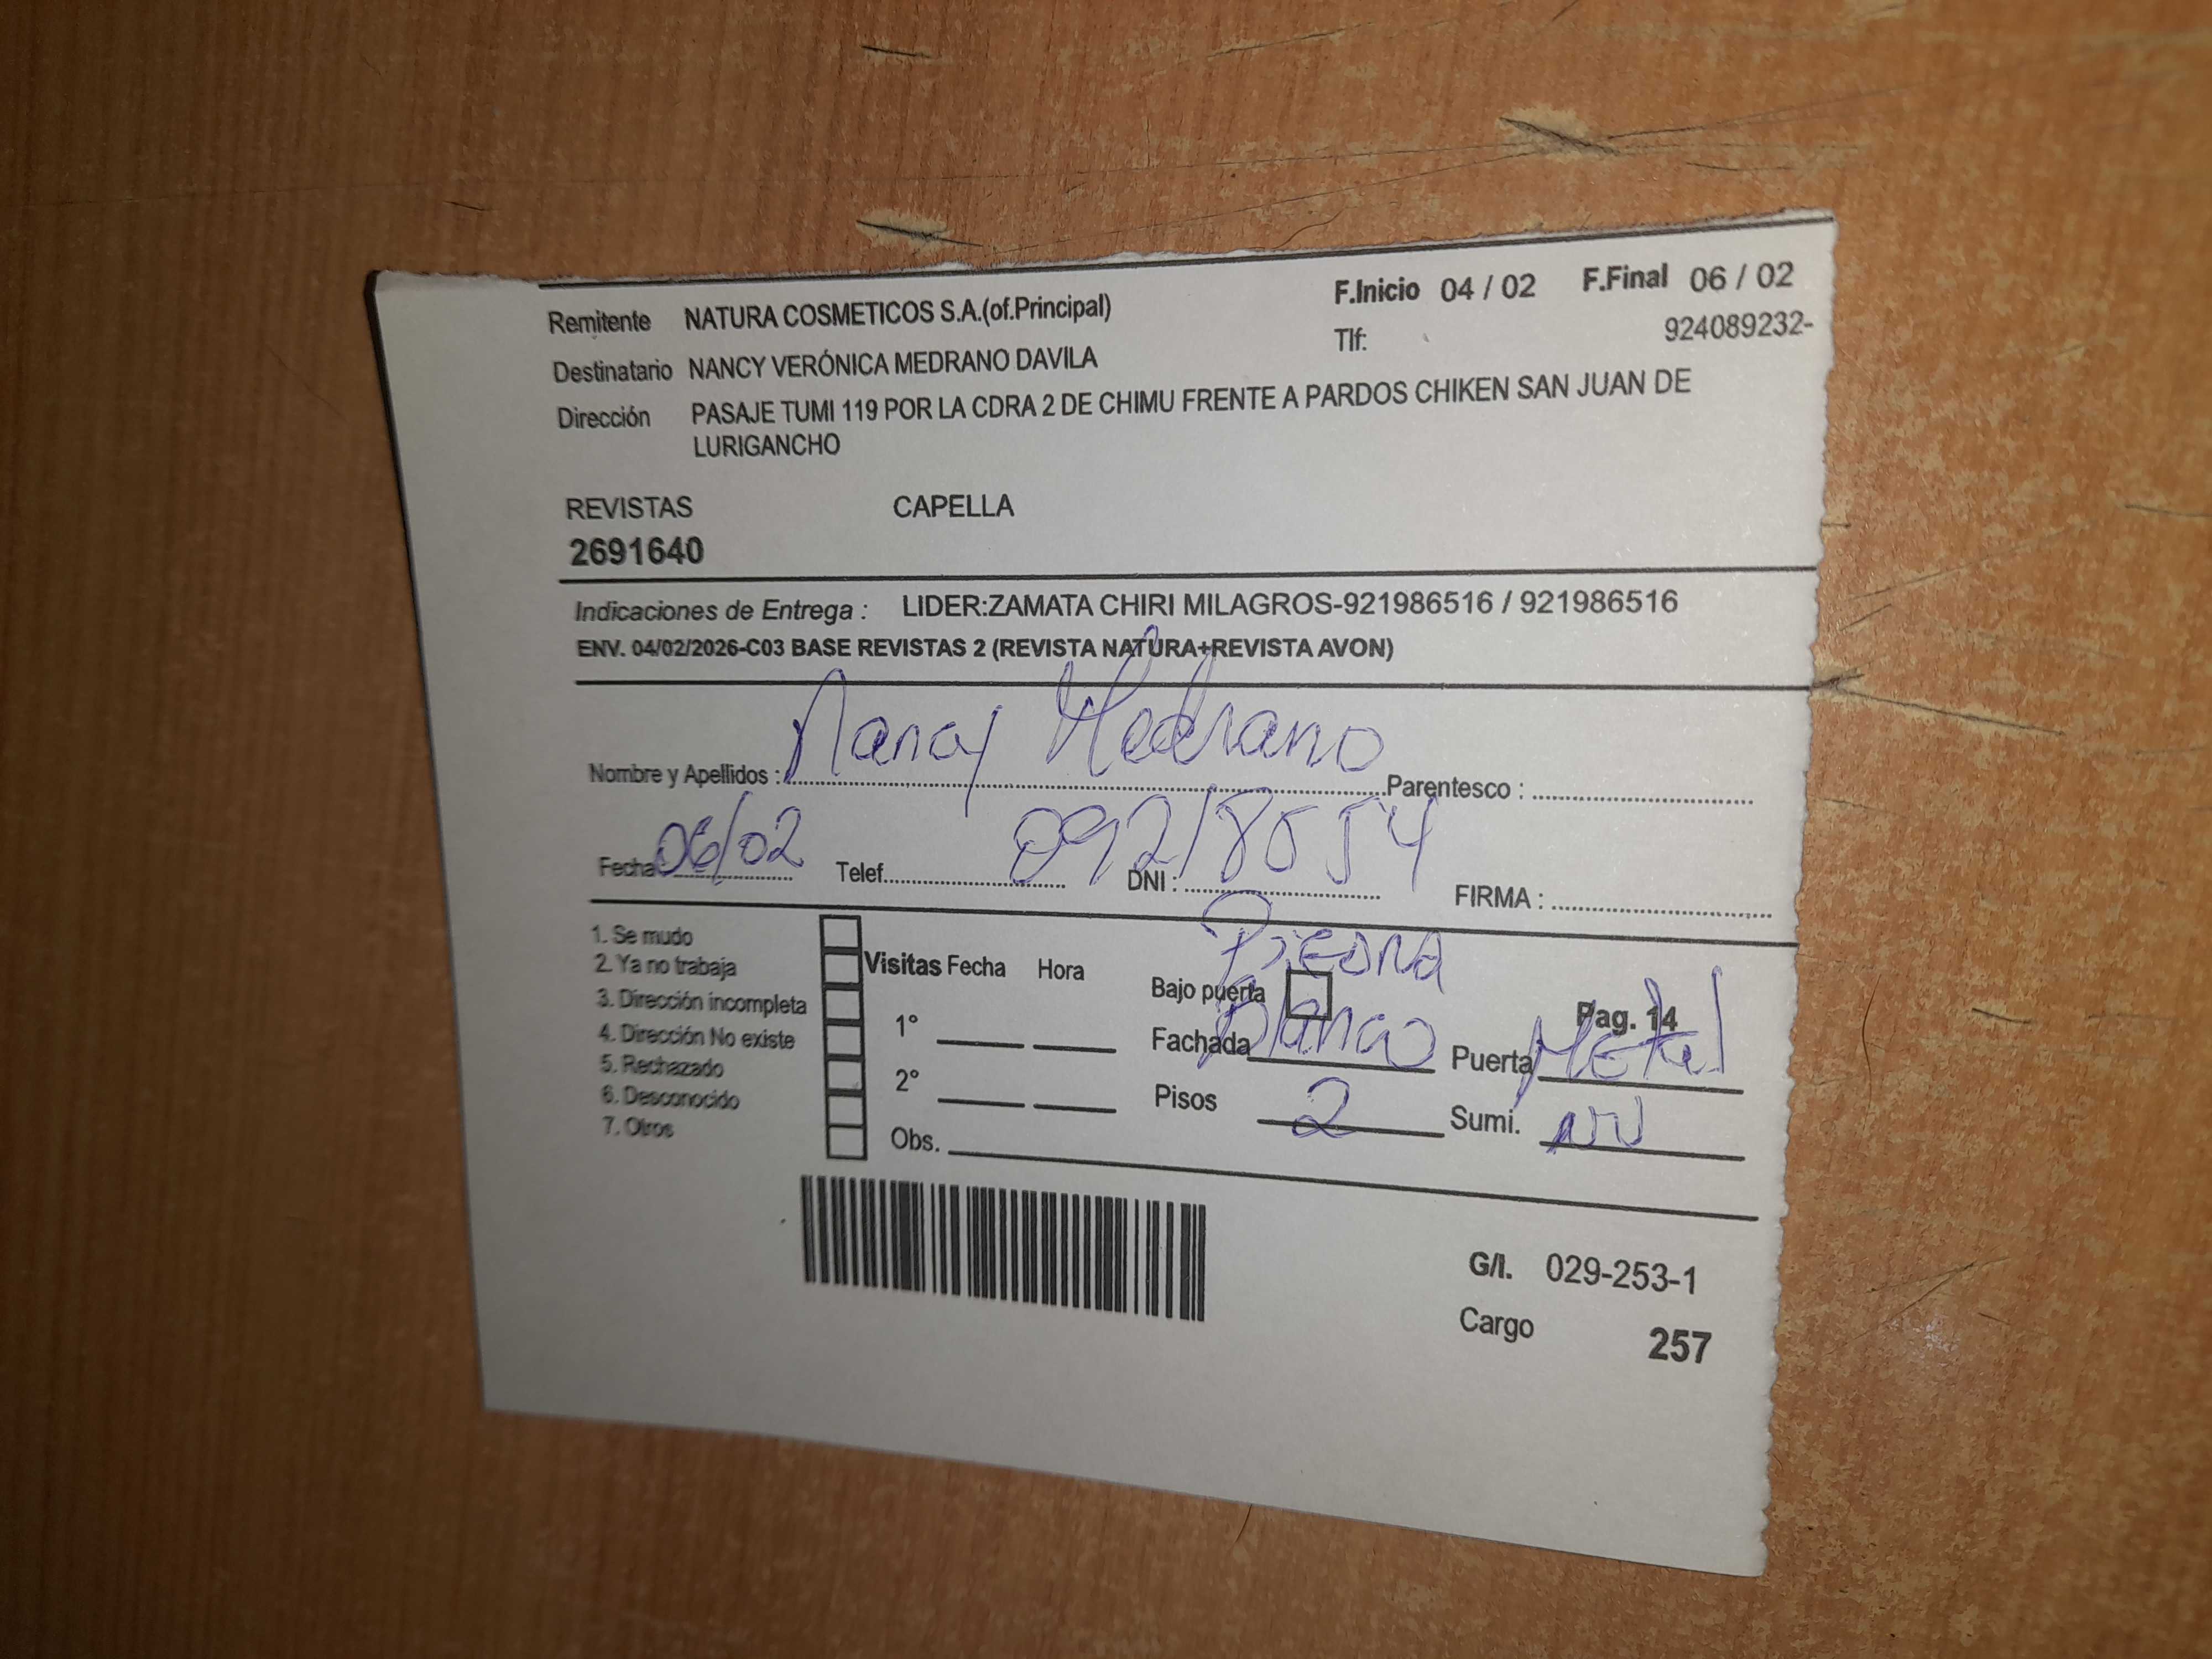 F.Inicio 04 / 02 F.Final 06 / 02
Remitente NATURA COSMETICOS S.A.(of.Principal)
Tlf: 924089232-
Destinatario NANCY VERÓNICA MEDRANO DAVILA
Dirección PASAJE TUMI 119 POR LA CDRA 2 DE CHIMU FRENTE A PARDOS CHIKEN SAN JUAN DE
LURIGANCHO
REVISTAS CAPELLA
2691640
Indicaciones de Entrega : LIDER:ZAMATA CHIRI MILAGROS-921986516 / 921986516
ENV. 04/02/2026-C03 BASE REVISTAS 2 (REVISTA NATURA+REVISTA AVON)
Nombre y Apellidos : Nancy Medrano Parentesco :
Fecha 06/02 Telef. DNI : FIRMA :
1. Se mudo
2. Ya no trabaja
3. Dirección incompleta
4. Dirección No existe
5. Rechazado
6. Desconocido
7. Otros
Visitas Fecha Hora
1°
2°
Obs.
Bajo puerta Pag. 14
Fachada Blanco Puerta Metal
Pisos 2 Sumi.
G/I. 029-253-1
Cargo 257